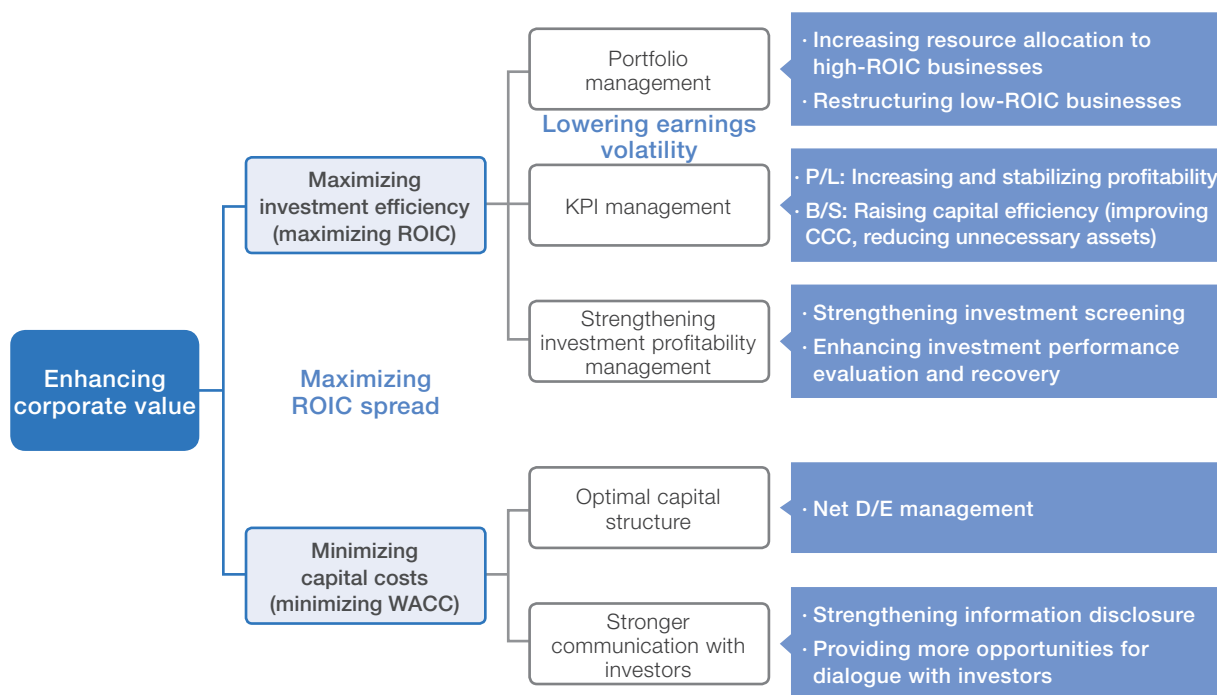 Enhancing
corporate value
Maximizing
investment efficiency
(maximizing ROIC)
Maximizing
ROIC spread
Minimizing
capital costs
(minimizing WACC)
Portfolio
management
Lowering earnings
volatility
KPI management
Strengthening
investment profitability
management
Optimal capital
structure
Stronger
communication with
investors
· Increasing resource allocation to
high-ROIC businesses
· Restructuring low-ROIC businesses
· P/L: Increasing and stabilizing profitability
· B/S: Raising capital efficiency (improving
CCC, reducing unnecessary assets)
· Strengthening investment screening
· Enhancing investment performance
evaluation and recovery
· Net D/E management
· Strengthening information disclosure
· Providing more opportunities for
dialogue with investors